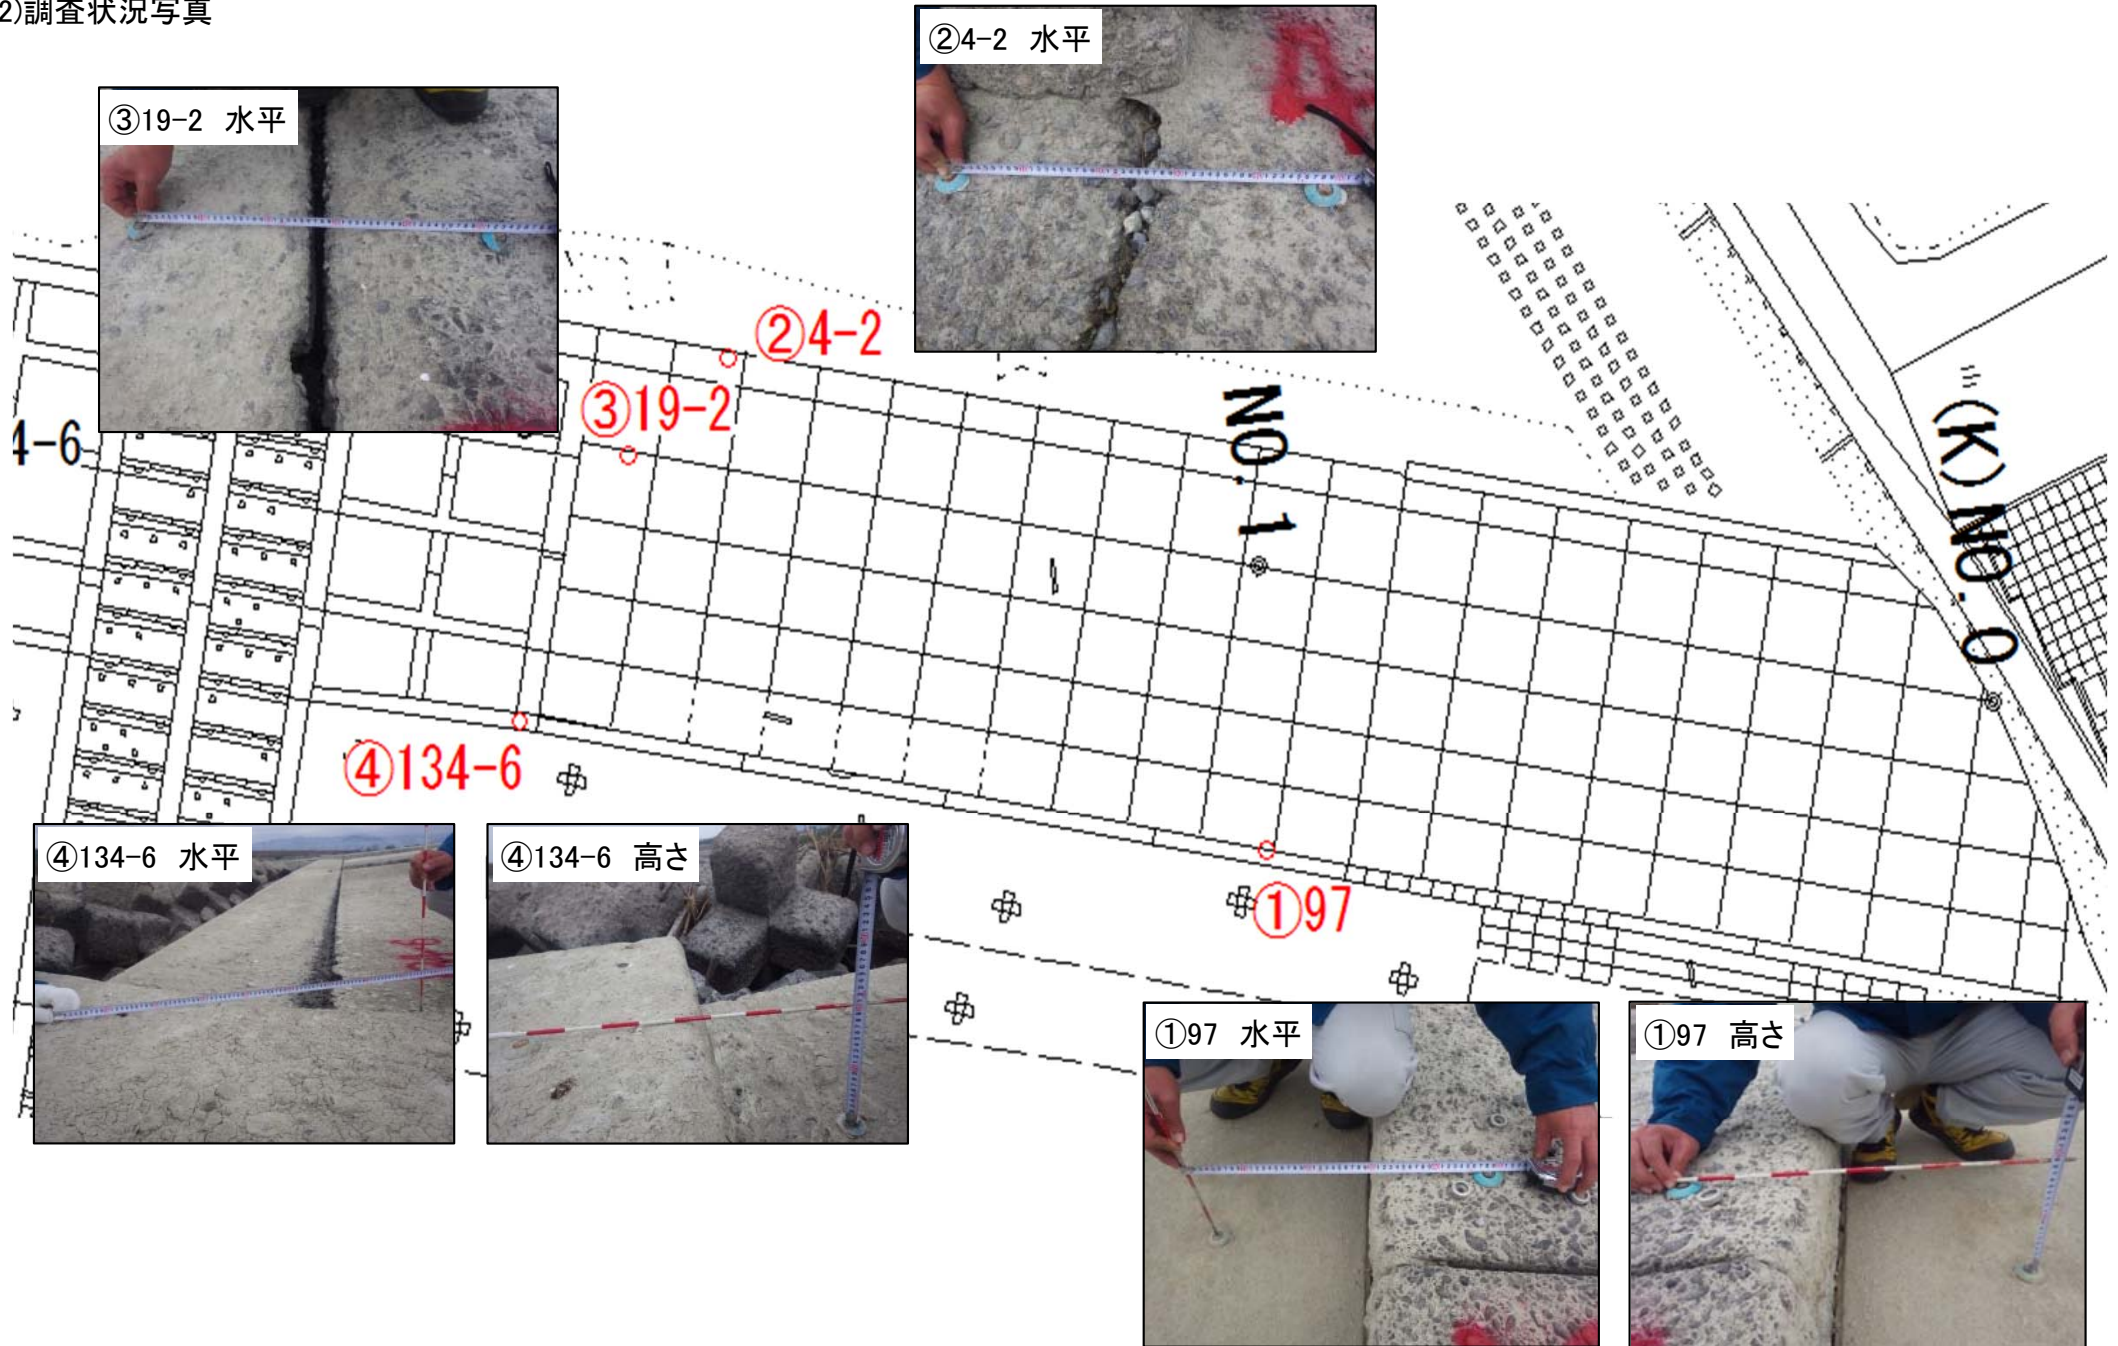 2)調査状況写真
②4-2 水平
③19-2 水平
②4-2
③19-2
NO. 1
(K)NO. 0
4-6
④134-6
④134-6 水平
④134-6 高さ
①97
①97 水平
①97 高さ